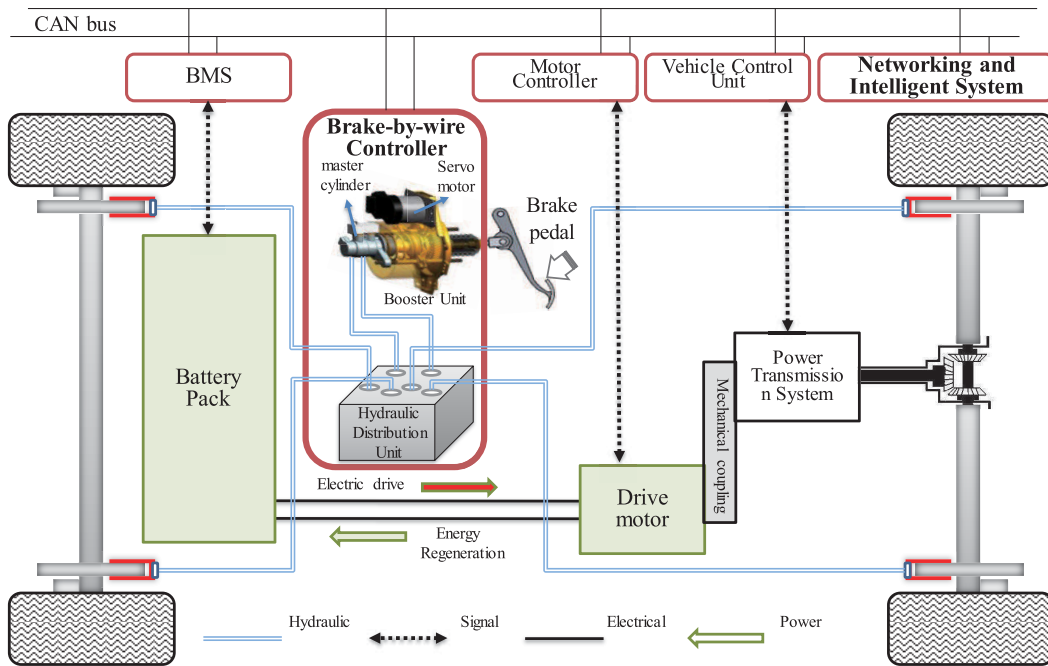 CAN bus
BMS
Motor
Controller
Vehicle Control
Unit
Networking and
Intelligent System
Brake-by-wire
Controller
master
cylinder
Servo
motor
Brake
pedal
Booster Unit
Battery
Pack
Hydraulic
Distribution
Unit
Power
Transmissio
n System
Mechanical coupling
Electric drive
Drive
motor
Energy
Regeneration
Hydraulic
Signal
Electrical
Power